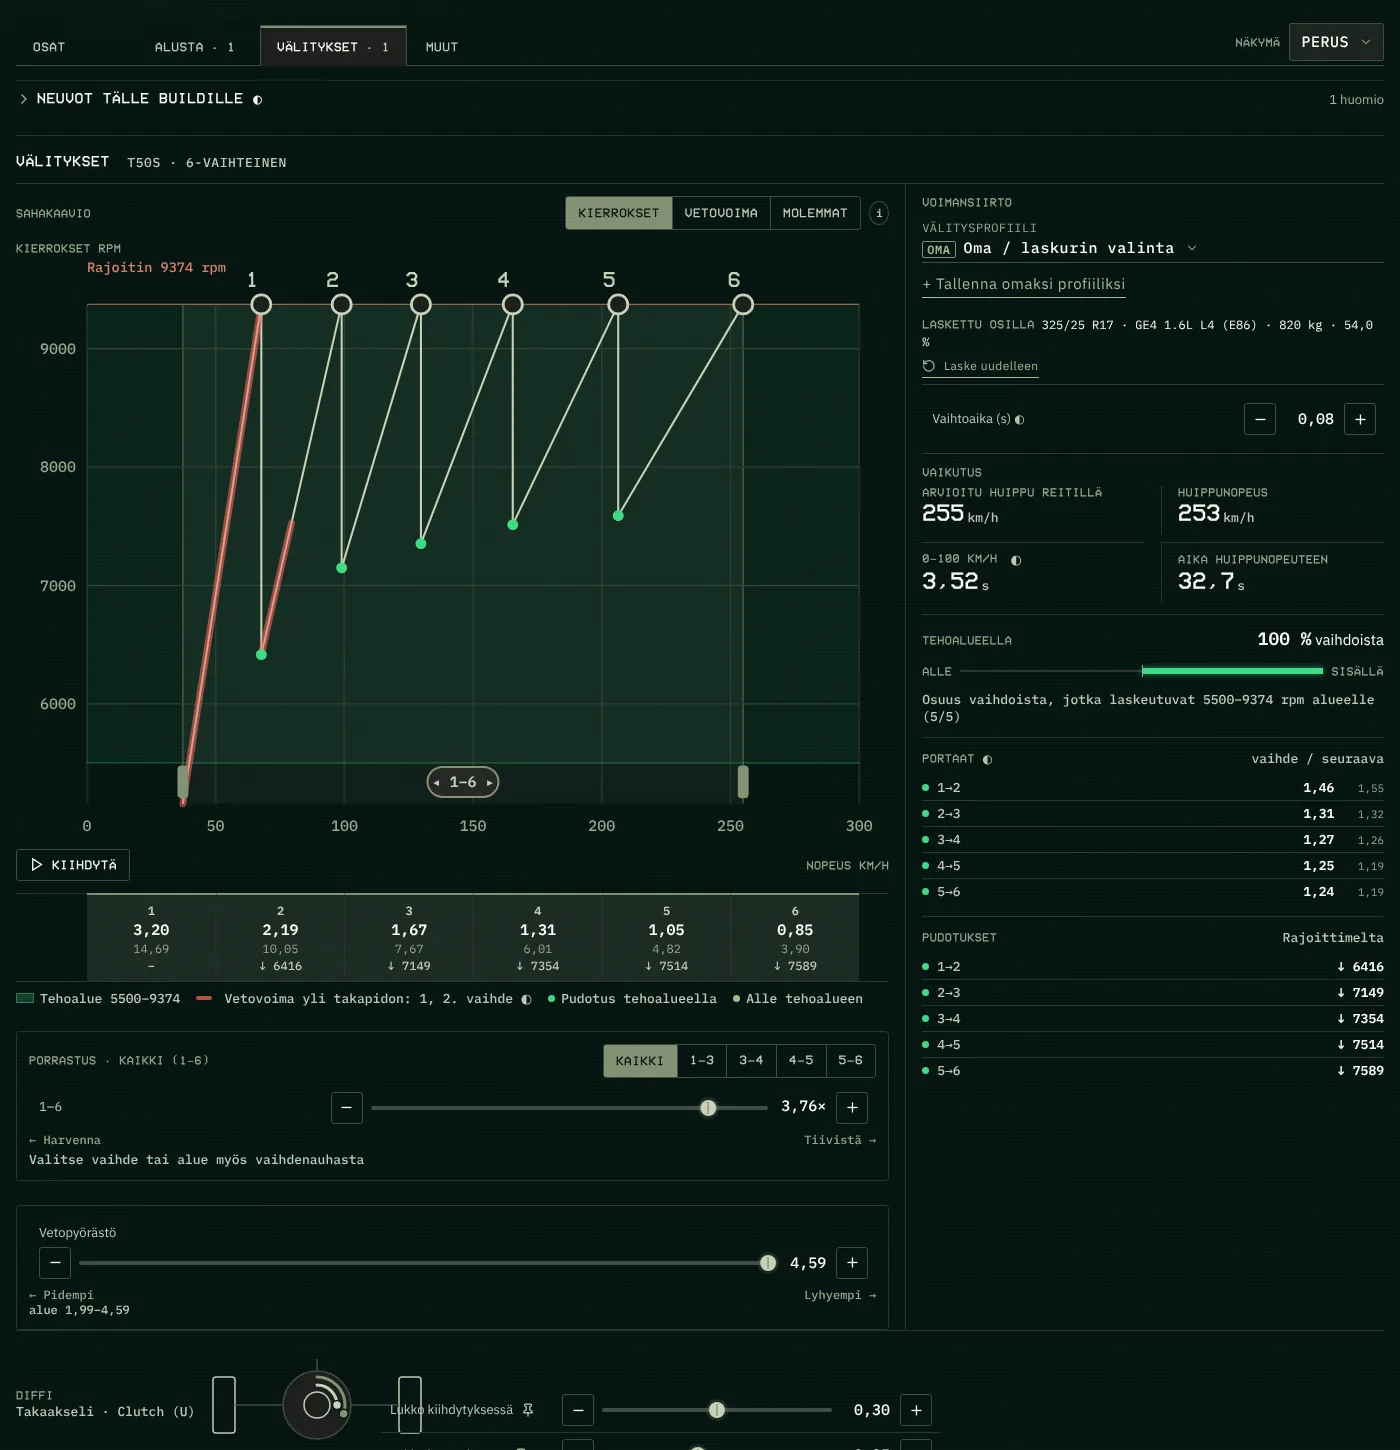 OSAT
ALUSTA · 1
VÄLITYKSET · 1
MUUT
NÄKYMÄ
PERUS
NEUVOT TÄLLE BUILDILLE
1 huomio
VÄLITYKSET T50S · 6-VAIHTEINEN
SAHAKAAVIO
KIERROKSET
VETOVOIMA
MOLEMMAT
i
KIERROKSET RPM
Rajoitin 9374 rpm
1 2 3 4 5 6
9000
8000
7000
6000
◂ 1–6 ▸
0 50 100 150 200 250 300
KIIHDYTÄ
NOPEUS KM/H
1 2 3 4 5 6
3,20 2,19 1,67 1,31 1,05 0,85
14,69 10,05 7,67 6,01 4,82 3,90
– ↓ 6416 ↓ 7149 ↓ 7354 ↓ 7514 ↓ 7589
Tehoalue 5500–9374
Vetovoima yli takapidon: 1, 2. vaihde
Pudotus tehoalueella
Alle tehoalueen
PORRASTUS · KAIKKI (1–6)
KAIKKI
1–3
3–4
4–5
5–6
1–6
− 3,76× +
← Harvenna
Tiivistä →
Valitse vaihde tai alue myös vaihdenauhasta
Vetopyörästö
− 4,59 +
← Pidempi
Lyhyempi →
alue 1,99–4,59
VOIMANSIIRTO
VÄLITYSPROFIILI
OMA Oma / laskurin valinta
+ Tallenna omaksi profiiliksi
LASKETTU OSILLA 325/25 R17 · GE4 1.6L L4 (E86) · 820 kg · 54,0
%
Laske uudelleen
Vaihtoaika (s)
− 0,08 +
VAIKUTUS
ARVIOITU HUIPPU REITILLÄ
255 km/h
HUIPPUNOPEUS
253 km/h
0–100 KM/H
3,52 s
AIKA HUIPPUNOPEUTEEN
32,7 s
TEHOALUEELLA
100 % vaihdoista
ALLE
SISÄLLÄ
Osuus vaihdoista, jotka laskeutuvat 5500–9374 rpm alueelle
(5/5)
PORTAAT
vaihde / seuraava
1→2 1,46 1,55
2→3 1,31 1,32
3→4 1,27 1,26
4→5 1,25 1,19
5→6 1,24 1,19
PUDOTUKSET
Rajoittimelta
1→2 ↓ 6416
2→3 ↓ 7149
3→4 ↓ 7354
4→5 ↓ 7514
5→6 ↓ 7589
DIFFI
Takaakseli · Clutch (U)
Lukko kiihdytyksessä
− 0,30 +